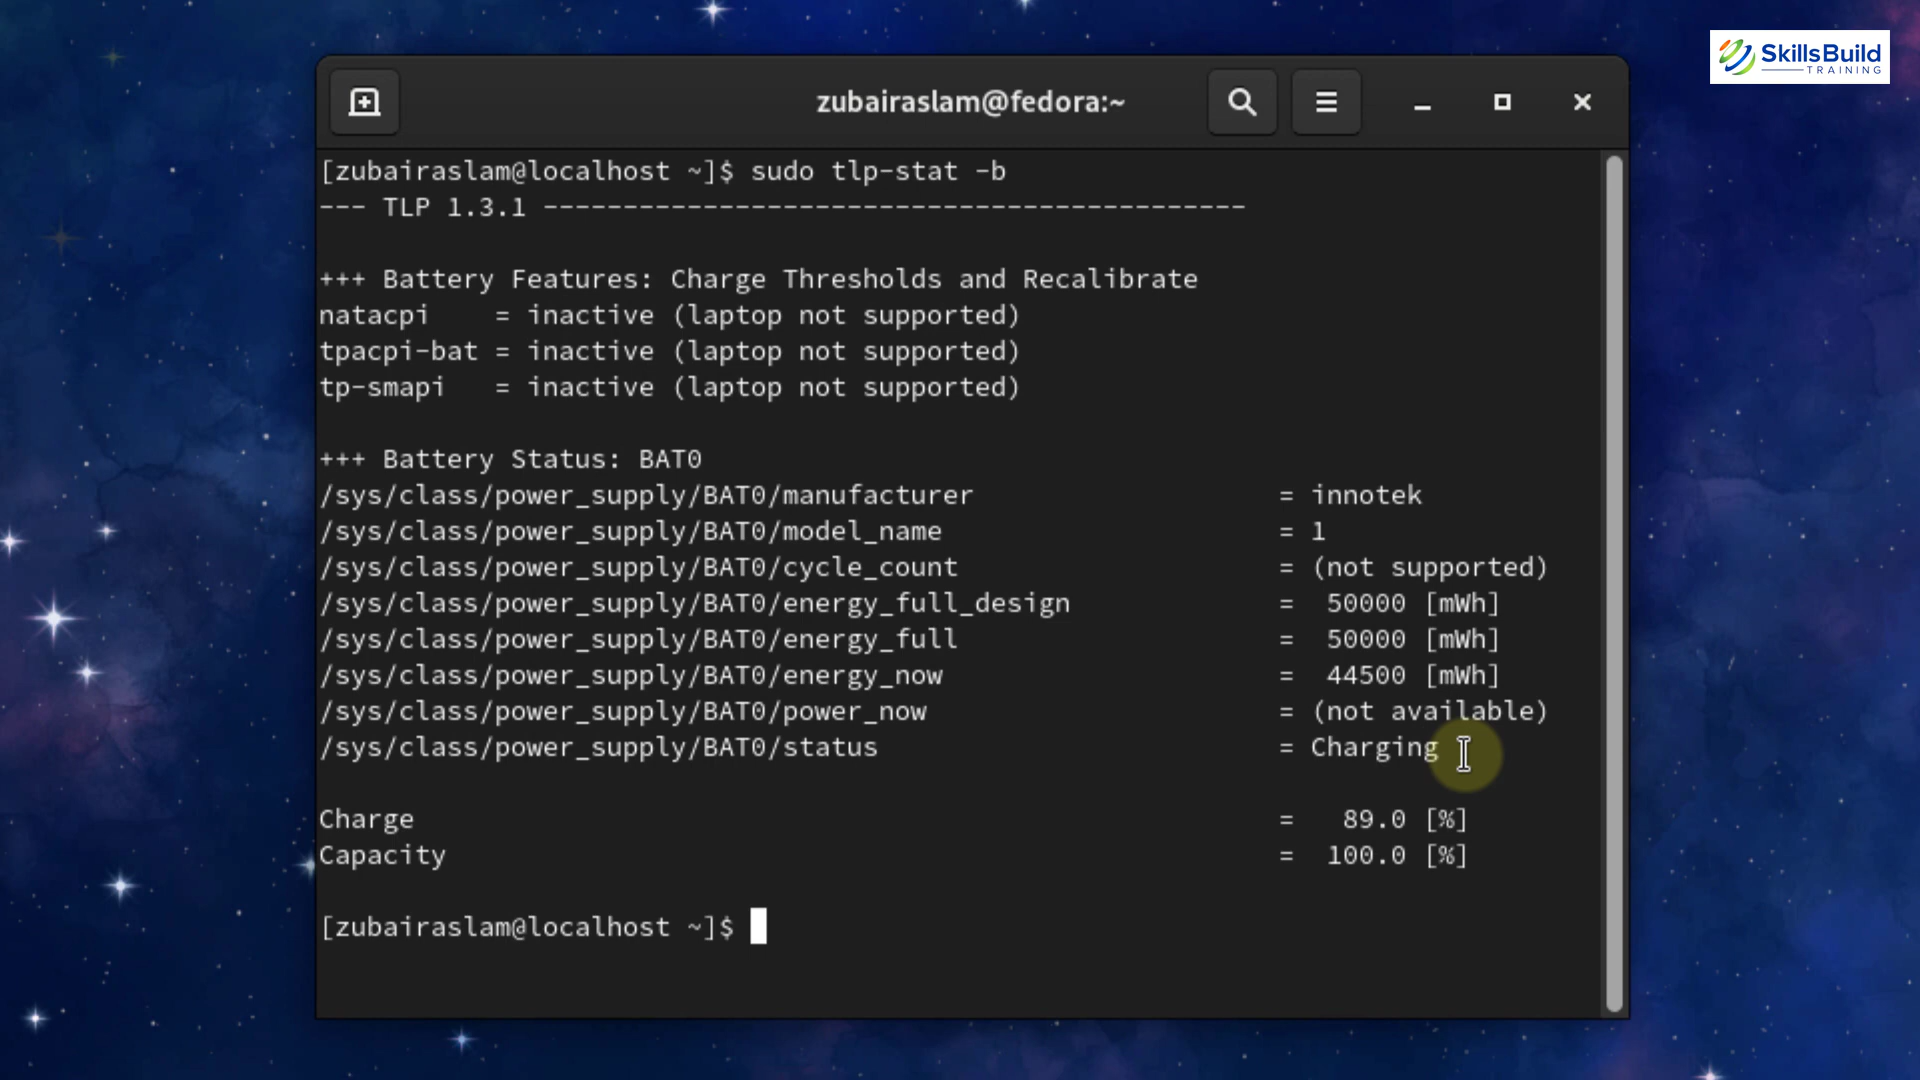 SkillsBuild
TRAINING
zubairaslam@fedora:~
[zubairaslam@localhost ~]$ sudo tlp-stat -b
--- TLP 1.3.1 --------------------------------------------
+++ Battery Features: Charge Thresholds and Recalibrate
natacpi    = inactive (laptop not supported)
tpacpi-bat = inactive (laptop not supported)
tp-smapi   = inactive (laptop not supported)
+++ Battery Status: BAT0
/sys/class/power_supply/BAT0/manufacturer                   = innotek
/sys/class/power_supply/BAT0/model_name                     = 1
/sys/class/power_supply/BAT0/cycle_count                    = (not supported)
/sys/class/power_supply/BAT0/energy_full_design             =  50000 [mWh]
/sys/class/power_supply/BAT0/energy_full                    =  50000 [mWh]
/sys/class/power_supply/BAT0/energy_now                     =  44500 [mWh]
/sys/class/power_supply/BAT0/power_now                      = (not available)
/sys/class/power_supply/BAT0/status                         = Charging
Charge                                                      =   89.0 [%]
Capacity                                                    =  100.0 [%]
[zubairaslam@localhost ~]$